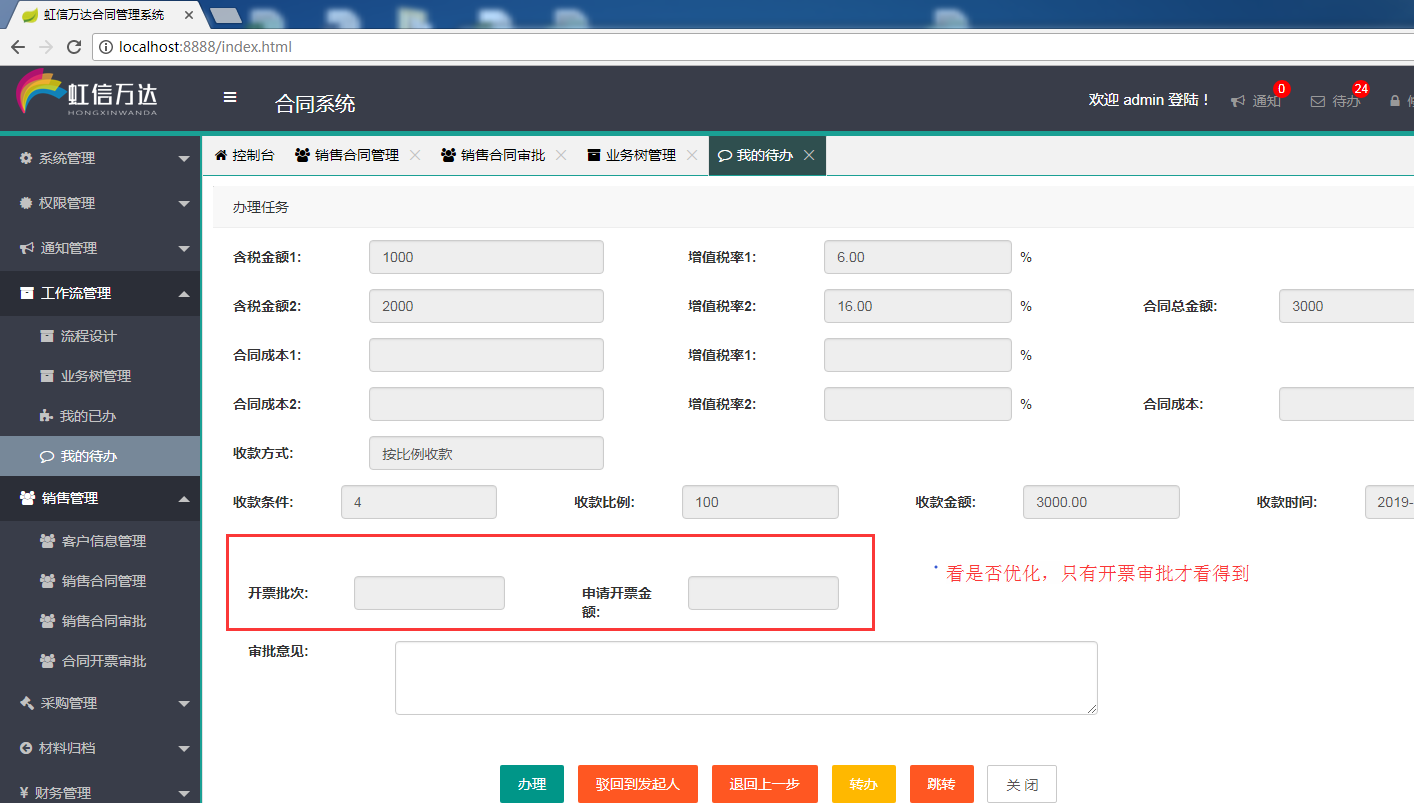 虹信万达合同管理系统
localhost:8888/index.html
虹信万达
HONGXINWANDA
合同系统
欢迎 admin 登陆！
通知
0
待办
24
系统管理
权限管理
通知管理
工作流管理
流程设计
业务树管理
我的已办
我的待办
销售管理
客户信息管理
销售合同管理
销售合同审批
合同开票审批
采购管理
材料归档
¥ 财务管理
控制台
销售合同管理
销售合同审批
业务树管理
我的待办
办理任务
含税金额1: 1000 增值税率1: 6.00 %
含税金额2: 2000 增值税率2: 16.00 % 合同总金额: 3000
合同成本1: 增值税率1: %
合同成本2: 增值税率2: % 合同成本:
收款方式: 按比例收款
收款条件: 4 收款比例: 100 收款金额: 3000.00 收款时间: 2019-
开票批次: 申请开票金
额:
看是否优化，只有开票审批才看得到
审批意见:
办理 驳回到发起人 退回上一步 转办 跳转 关 闭